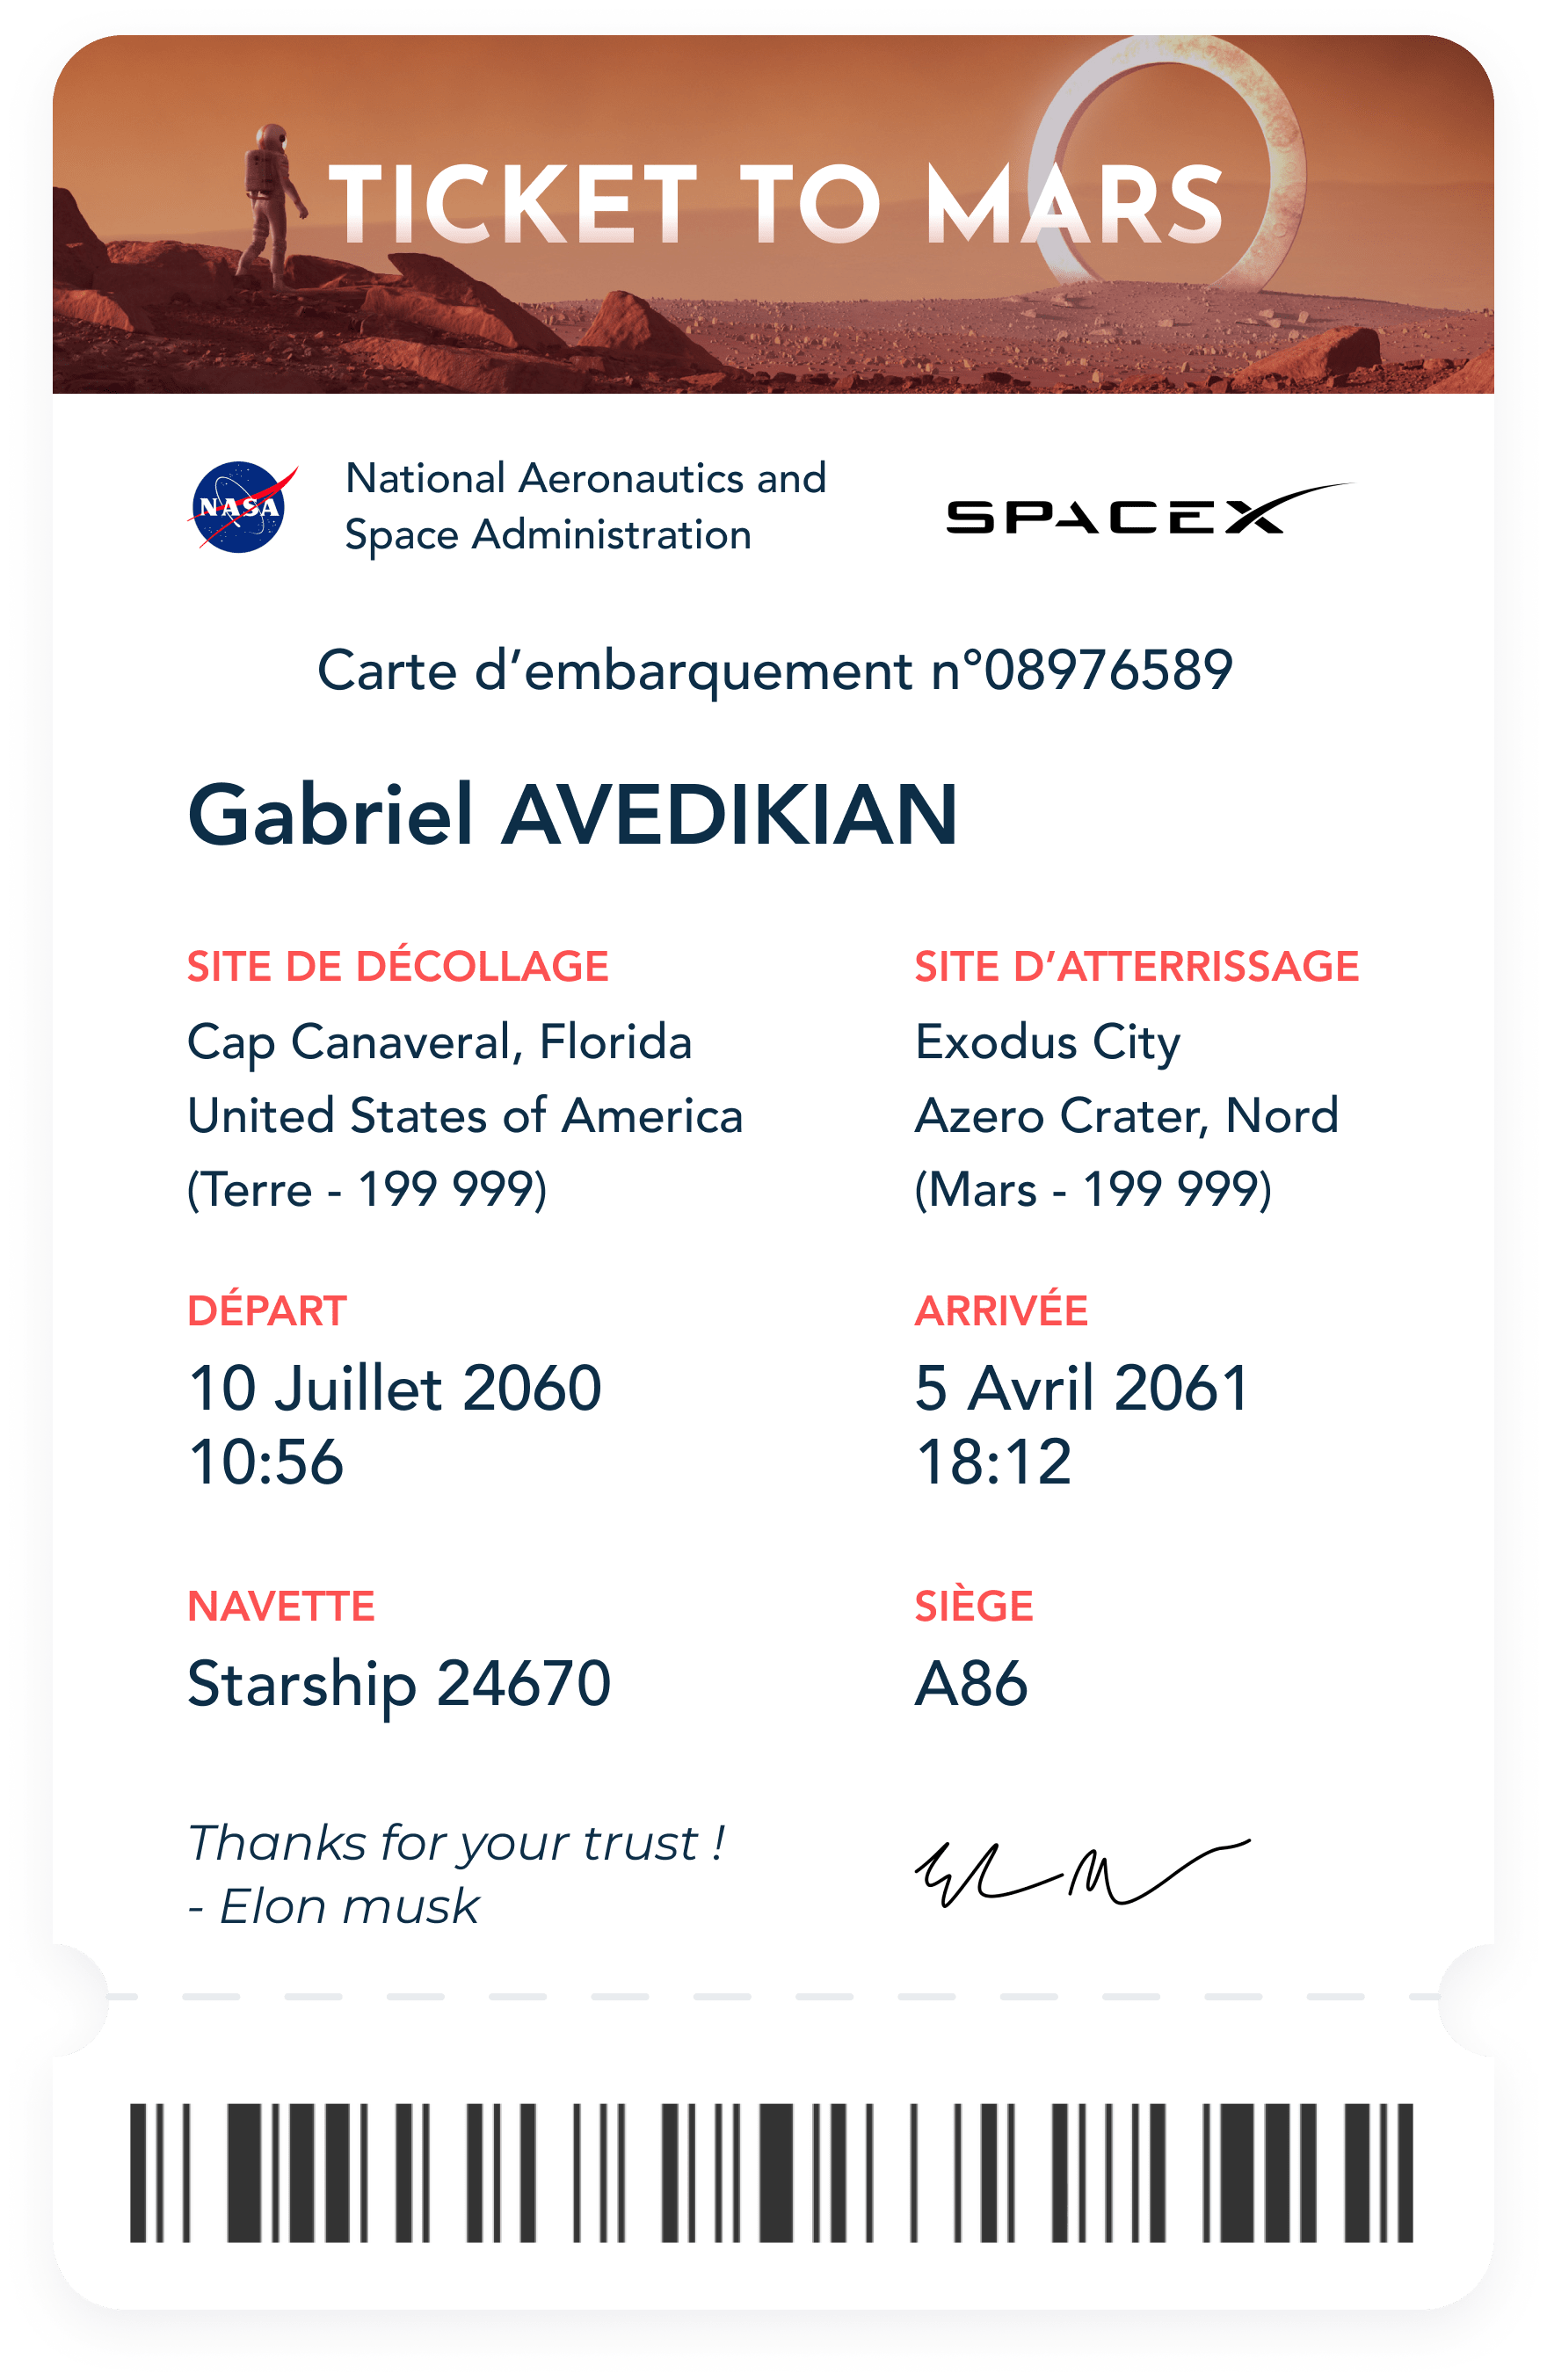 TICKET TO MARS
NASA
National Aeronautics and
Space Administration
SPACEX
Carte d’embarquement n°08976589
Gabriel AVEDIKIAN
SITE DE DÉCOLLAGE
Cap Canaveral, Florida
United States of America
(Terre - 199 999)
SITE D’ATTERRISSAGE
Exodus City
Azero Crater, Nord
(Mars - 199 999)
DÉPART
10 Juillet 2060
10:56
ARRIVÉE
5 Avril 2061
18:12
NAVETTE
Starship 24670
SIÈGE
A86
Thanks for your trust !
- Elon musk